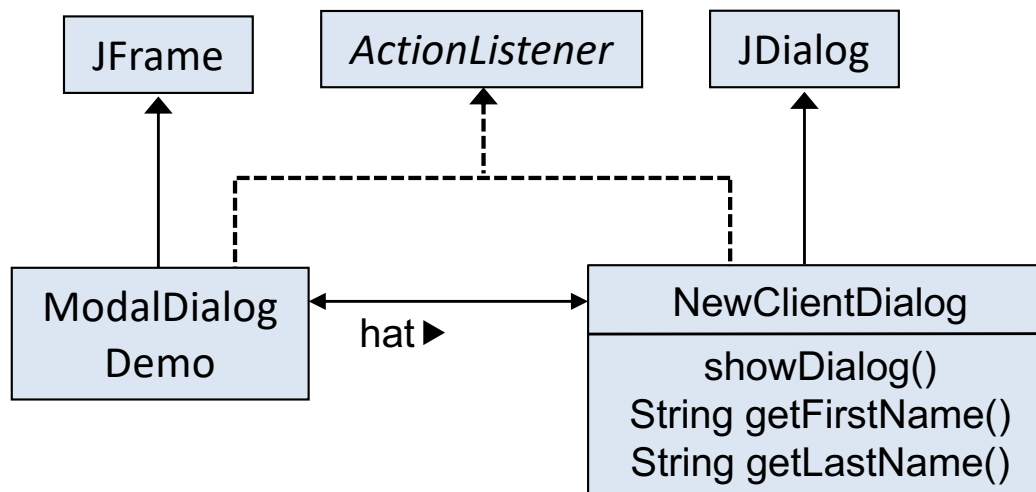 JFrame
ActionListener
JDialog
ModalDialog
Demo
hat ▶
NewClientDialog
showDialog()
String getFirstName()
String getLastName()